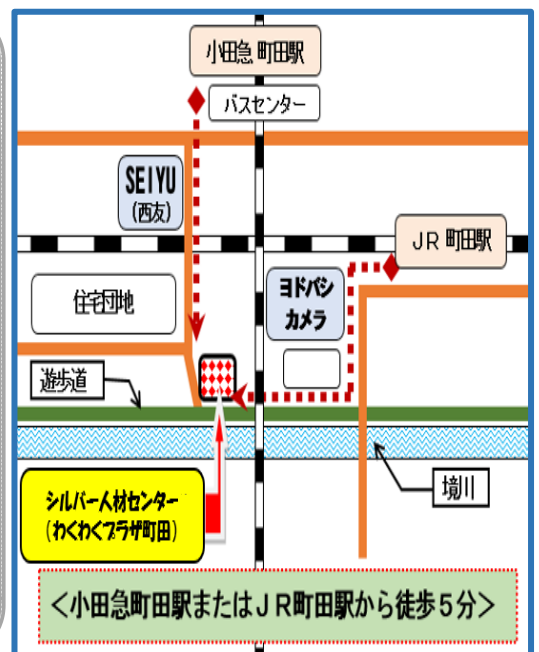 小田急 町田駅
バスセンター
SEIYU
(西友)
JR 町田駅
住宅団地
ヨドバシ
カメラ
遊歩道
境川
シルバー人材センター
(わくわくプラザ町田)
＜小田急町田駅またはJR町田駅から徒歩5分＞